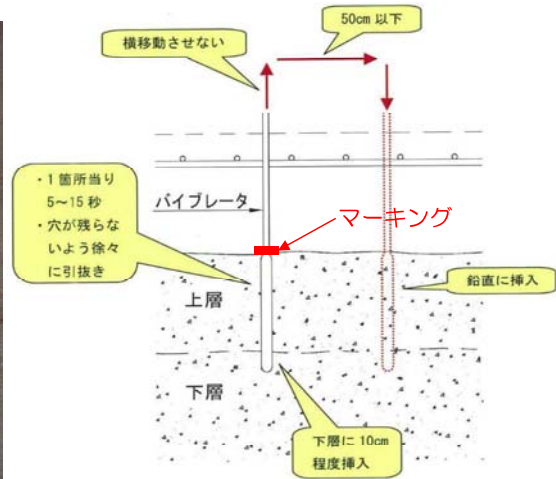 50cm 以下
横移動させない
・1箇所当り
5～15 秒
・穴が残らな
いよう徐々
に引抜き
バイブレータ
マーキング
上層
鉛直に挿入
下層
下層に 10cm
程度挿入